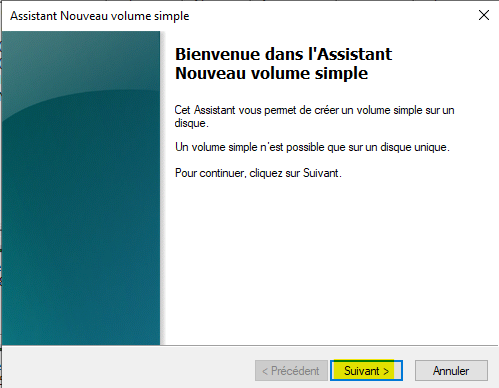 Assistant Nouveau volume simple
Bienvenue dans l'Assistant
Nouveau volume simple
Cet Assistant vous permet de créer un volume simple sur un
disque.
Un volume simple n'est possible que sur un disque unique.
Pour continuer, cliquez sur Suivant.
< Précédent
Suivant >
Annuler